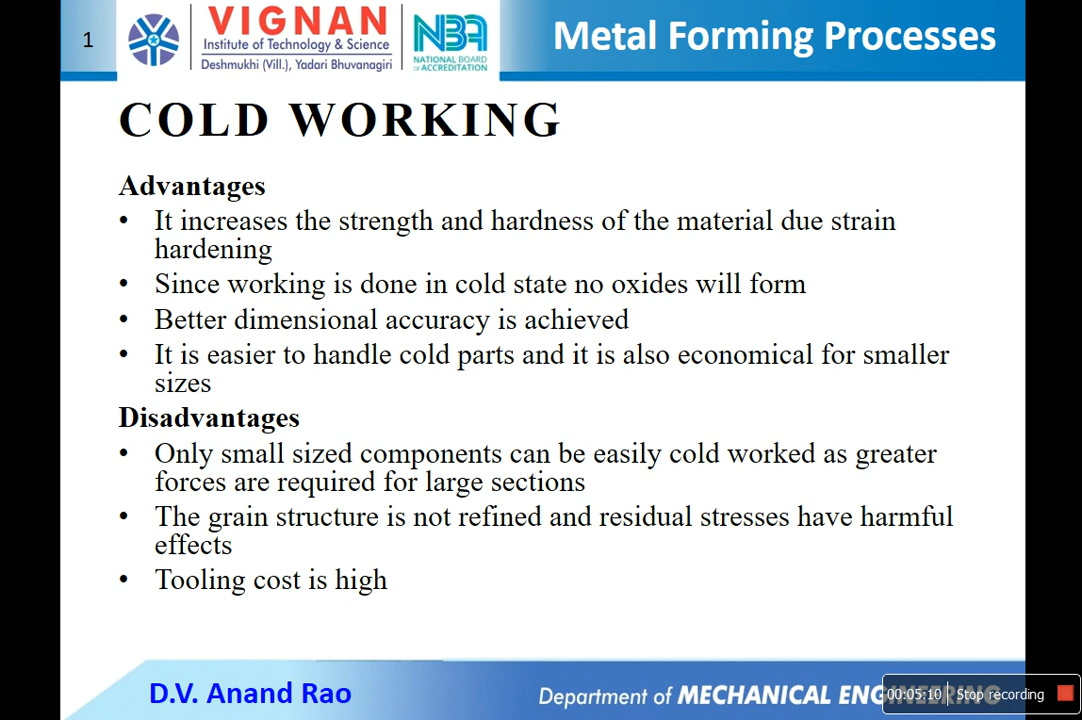 1
VIGNAN
Institute of Technology & Science
Deshmukhi (Vill.), Yadari Bhuvanagiri
NBA
NATIONAL BOARD
OF ACCREDITATION
Metal Forming Processes
COLD WORKING
Advantages
• It increases the strength and hardness of the material due strain
hardening
• Since working is done in cold state no oxides will form
• Better dimensional accuracy is achieved
• It is easier to handle cold parts and it is also economical for smaller
sizes
Disadvantages
• Only small sized components can be easily cold worked as greater
forces are required for large sections
• The grain structure is not refined and residual stresses have harmful
effects
• Tooling cost is high
D.V. Anand Rao
Department of MECHANICAL ENGINEERING
00:05:10 Stop recording